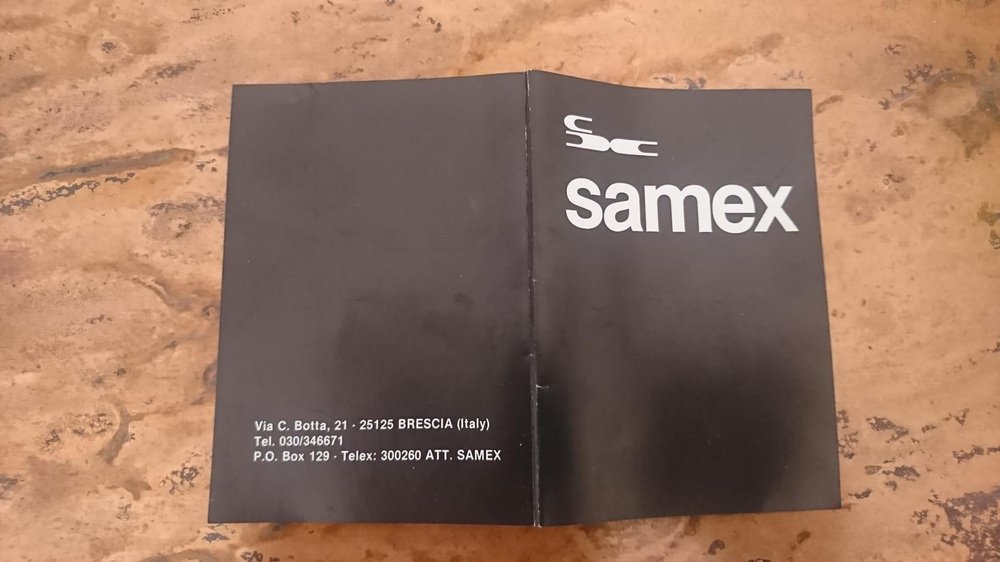 samex
Via C. Botta, 21 - 25125 BRESCIA (Italy)
Tel. 030/346671
P.O. Box 129 - Telex: 300260 ATT. SAMEX